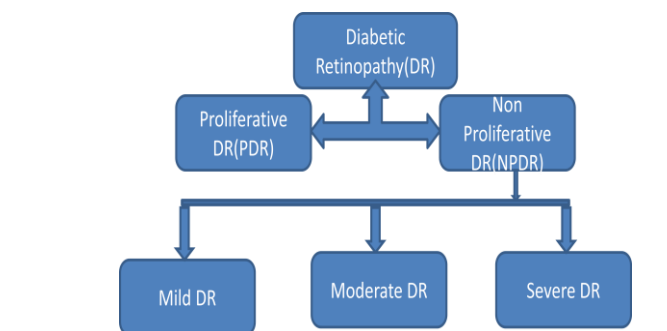 Diabetic
Retinopathy(DR)
Proliferative
DR(PDR)
Non
Proliferative
DR(NPDR)
Mild DR
Moderate DR
Severe DR